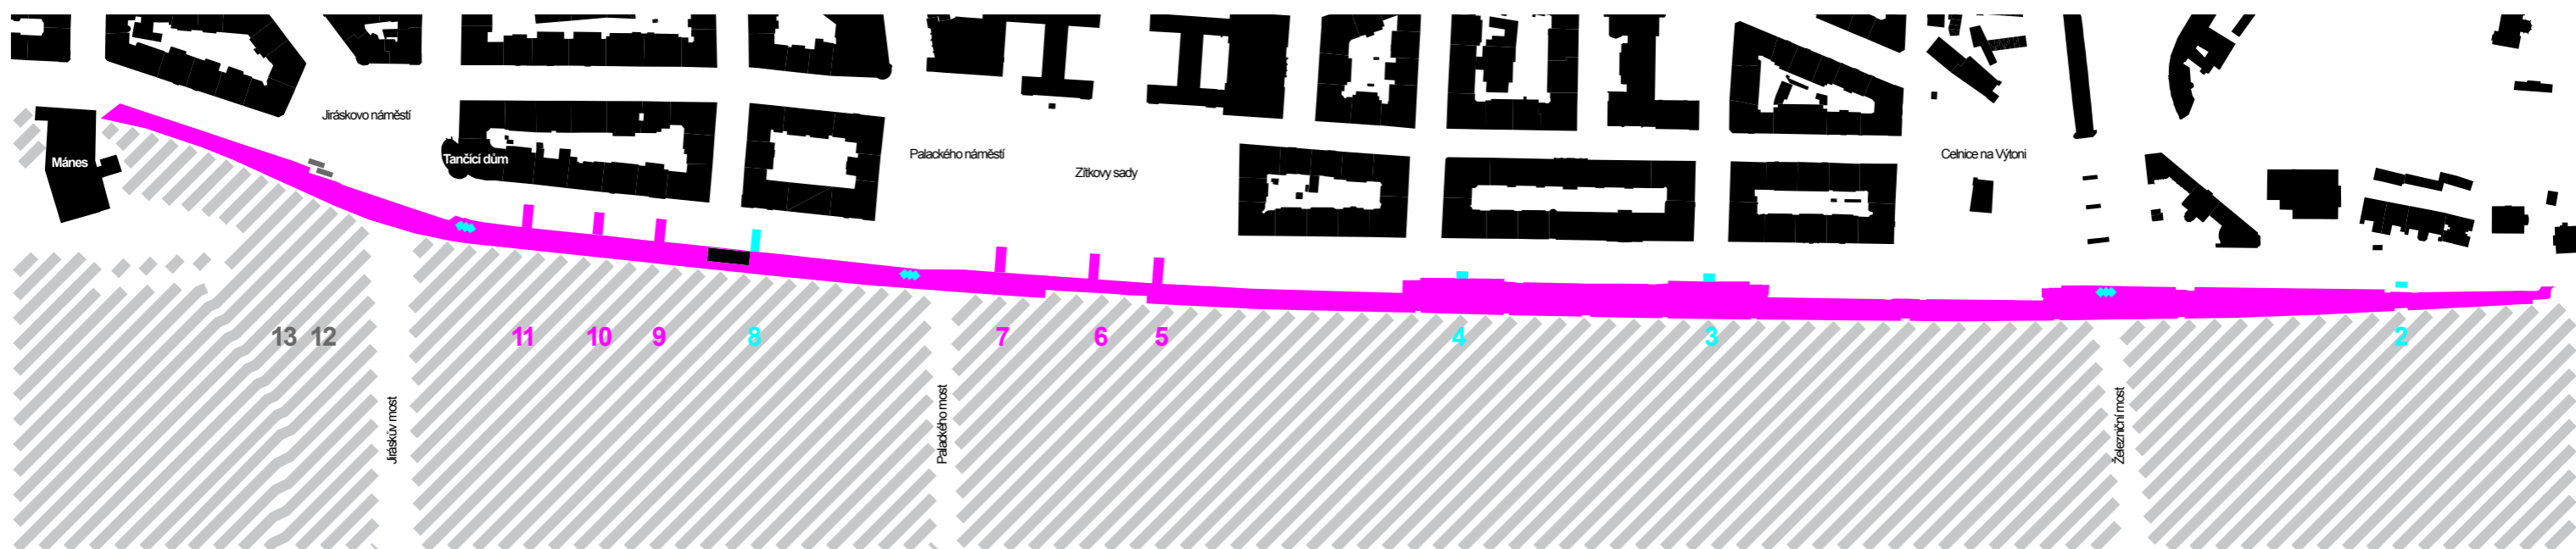 Jiráskovo náměstí
Mánes
Tančící dům
Palackého náměstí
Zítkovy sady
Celnice na Výtoni
13 12 11 10 9 8 7 6 5 4 3 2
Jiráskův most
Palackého most
Železniční most